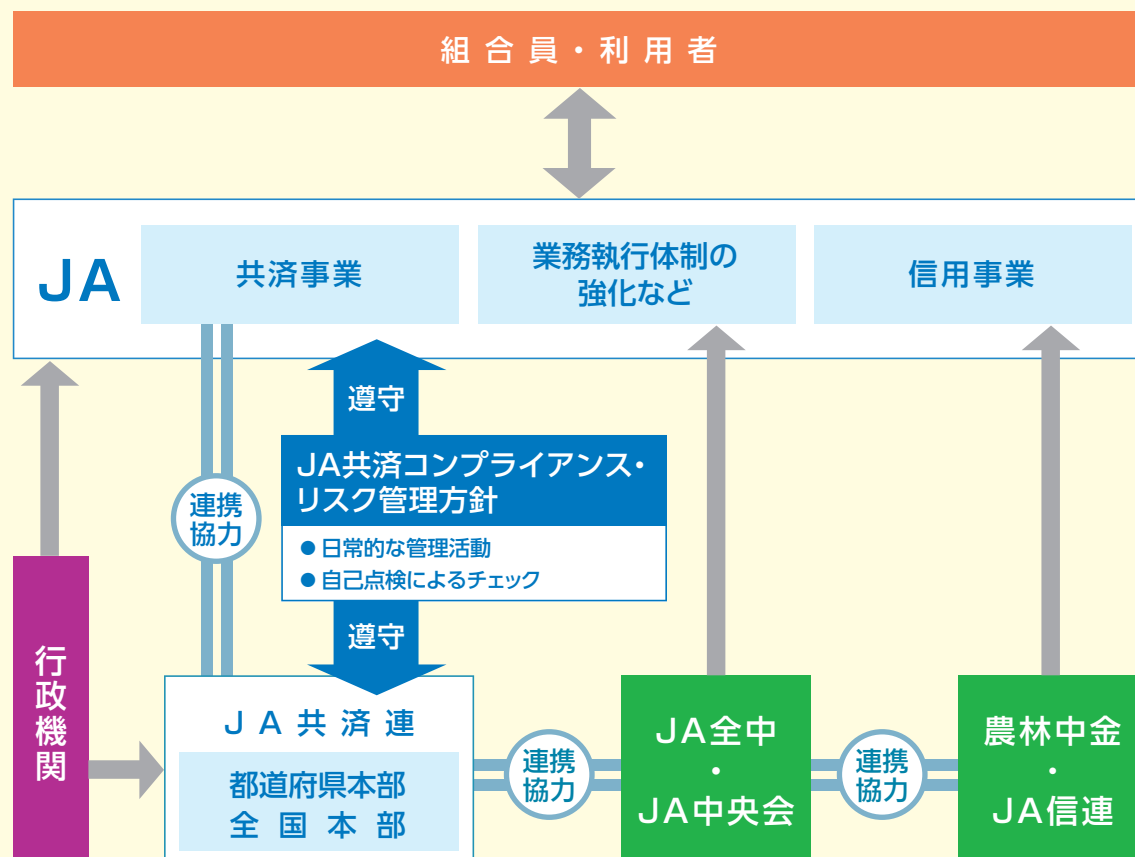 組合員・利用者
JA
共済事業
業務執行体制の
強化など
信用事業
遵守
JA共済コンプライアンス・
リスク管理方針
● 日常的な管理活動
● 自己点検によるチェック
連携
協力
遵守
行政機関
JA共済連
都道府県本部
全国本部
連携
協力
JA全中
・
JA中央会
連携
協力
農林中金
・
JA信連